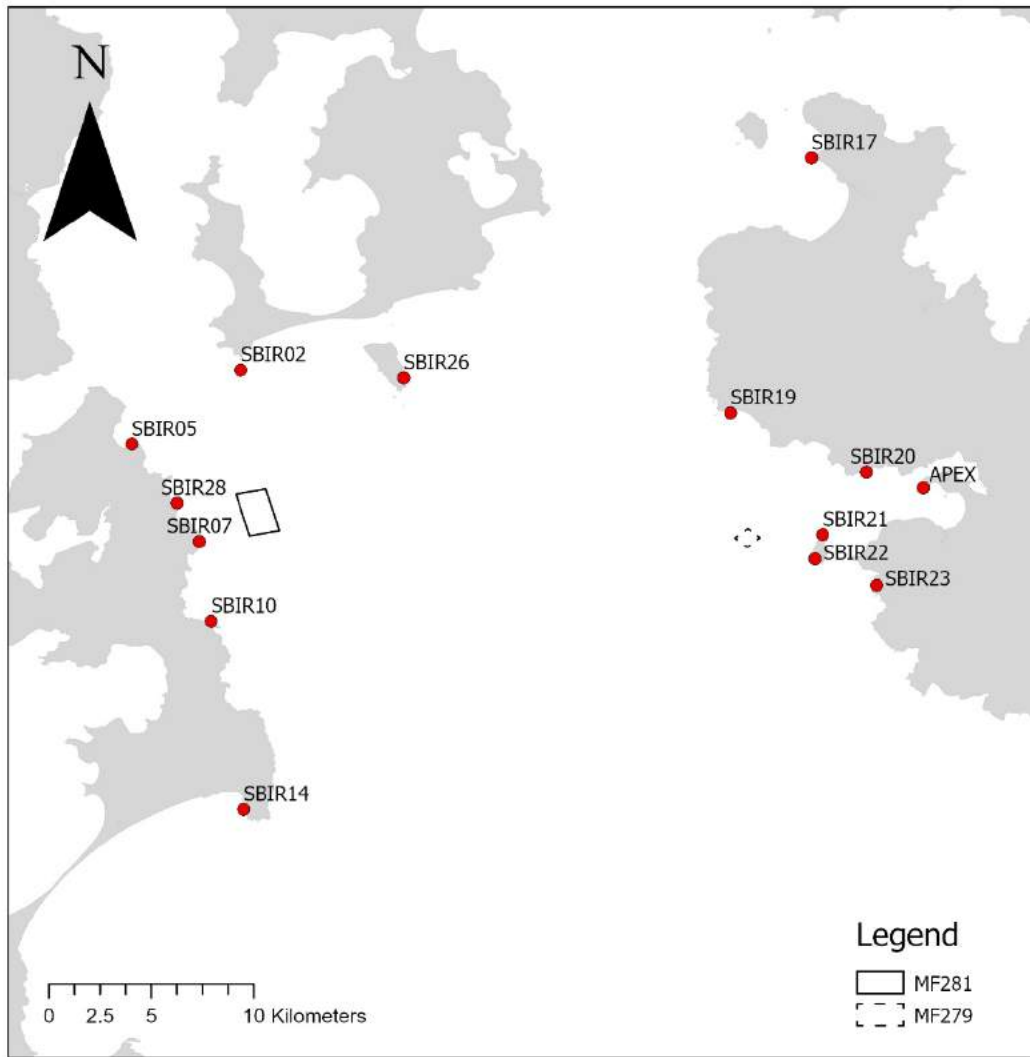 N
SBIR17
SBIR02
SBIR26
SBIR19
SBIR05
SBIR20
APEX
SBIR28
SBIR07
SBIR21
SBIR22
SBIR23
SBIR10
SBIR14
Legend
MF281
MF279
0 2.5 5 10 Kilometers